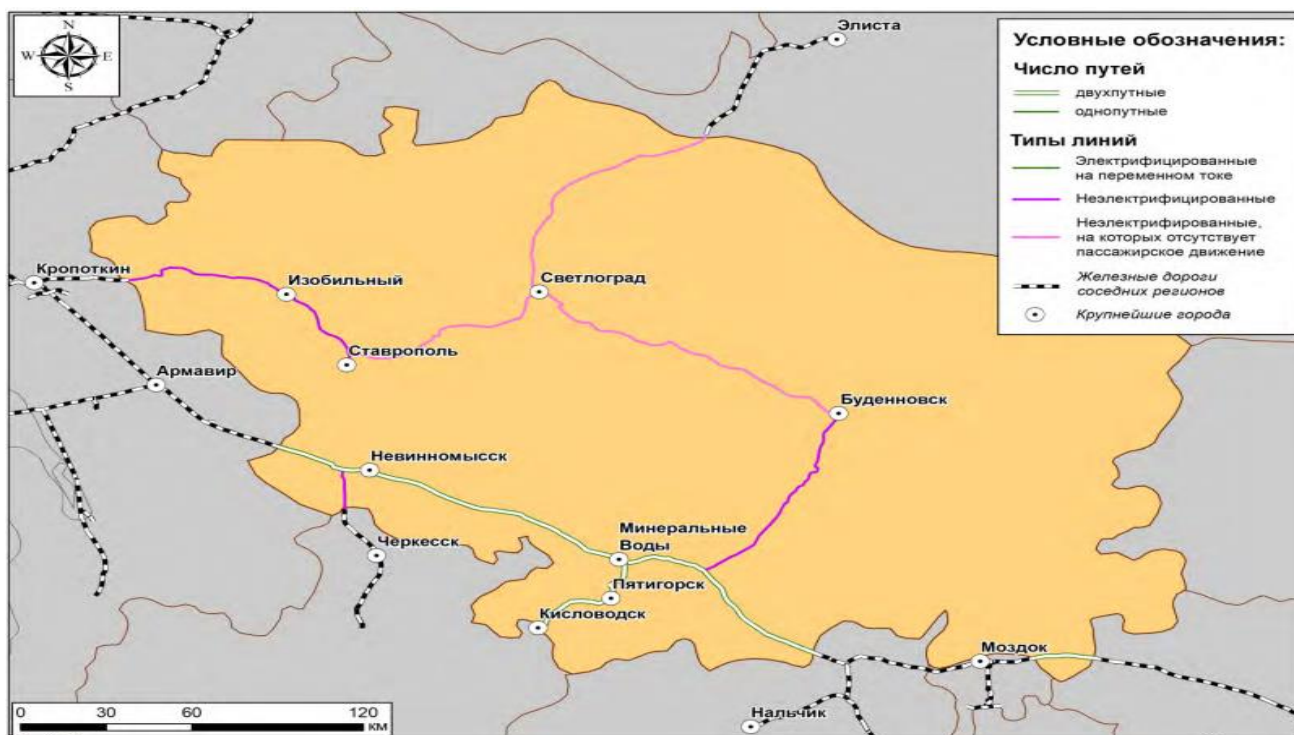 N
W
E
S
Элиста
Условные обозначения:
Число путей
двухпутные
однопутные
Типы линий
Электрифицированные
на переменном токе
Неэлектрифицированные
Неэлектрифированные,
на которых отсутствует
пассажирское движение
Железные дороги
соседних регионов
Крупнейшие города
Кропоткин
Изобильный
Светлоград
Ставрополь
Армавир
Буденновск
Невинномысск
Минеральные
Воды
Черкесск
Пятигорск
Кисловодск
Моздок
Нальчик
0 30 60 120
КМ